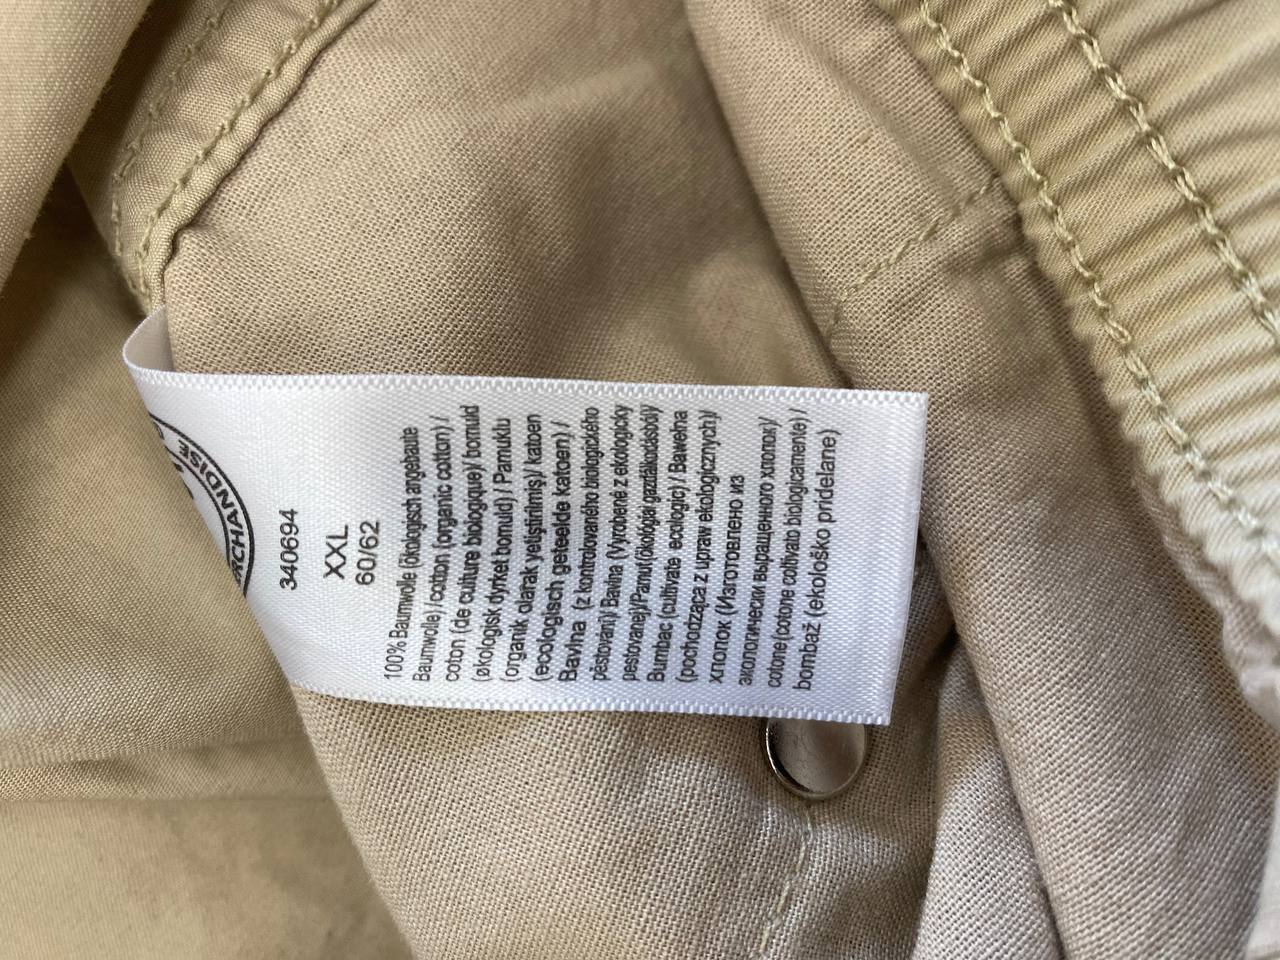 RCHANDISE
340694
XXL
60/62
100% Baumwolle (ökologisch angebaute
Baumwolle) / cotton (organic cotton) /
coton (de culture biologique)/ bomuld
(økologisk dyrket bomuld) / Pamuklu
(organik olarak yetiştirilmiş)/ katoen
(ecologisch geteelde katoen) /
Bavlna (z kontrolovaného biologického
pěstování)/ Bavlna (Vyrobené z ekologicky
pestovanej)/Pamut(ökológiai gazdálkodásból)/
Bumbac (cultivate ecologic) / Bawełna
(pochodząca z upraw ekologicznych)/
хлопок (Изготовлено из
экологически выращенного хлопок)/
cotone(cotone coltivato biologicamente) /
bombaž (ekološko pridelane)